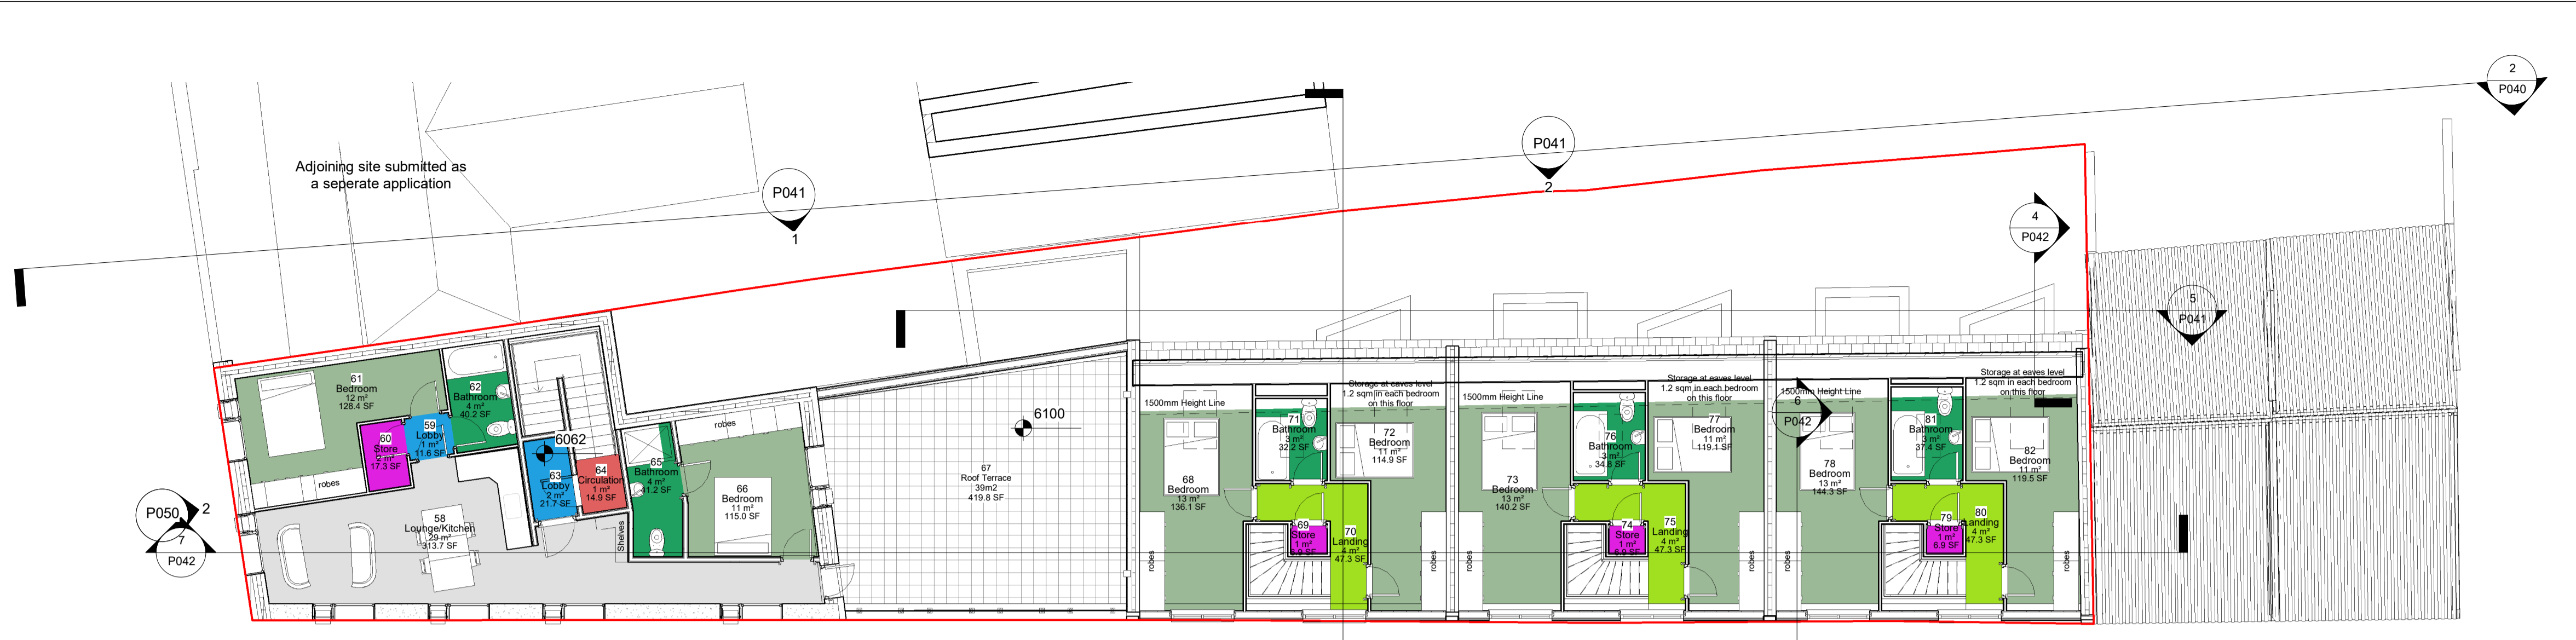 2
P040
P041
2
Adjoining site submitted as
a seperate application
P041
1
4
P042
5
P041
61
Bedroom
12 m²
128.4 SF
62
Bathroom
4 m²
40.2 SF
60
Store
2 m²
17.3 SF
59
Lobby
1 m²
11.6 SF
robes
6062
63
Lobby
2 m²
21.7 SF
64
Circulation
1 m²
14.9 SF
65
Bathroom
4 m²
41.2 SF
robes
66
Bedroom
11 m²
115.0 SF
Shelves
58
Lounge/Kitchen
29 m²
313.7 SF
P050
2
7
P042
6100
67
Roof Terrace
39m2
419.8 SF
1500mm Height Line
68
Bedroom
13 m²
136.1 SF
robes
71
Bathroom
3 m²
32.2 SF
Storage at eaves level
1.2 sqm in each bedroom
on this floor
72
Bedroom
11 m²
114.9 SF
69
Store
1 m²
70
Landing
4 m²
47.3 SF
robes
1500mm Height Line
73
Bedroom
13 m²
140.2 SF
robes
76
Bathroom
3 m²
34.8 SF
Storage at eaves level
1.2 sqm in each bedroom
on this floor
77
Bedroom
11 m²
119.1 SF
74
Store
1 m²
75
Landing
4 m²
47.3 SF
robes
1500mm Height Line
6
P042
78
Bedroom
13 m²
144.3 SF
robes
81
Bathroom
3 m²
37.4 SF
Storage at eaves level
1.2 sqm in each bedroom
on this floor
82
Bedroom
11 m²
119.5 SF
79
Store
1 m²
6.9 SF
80
Landing
4 m²
47.3 SF
robes